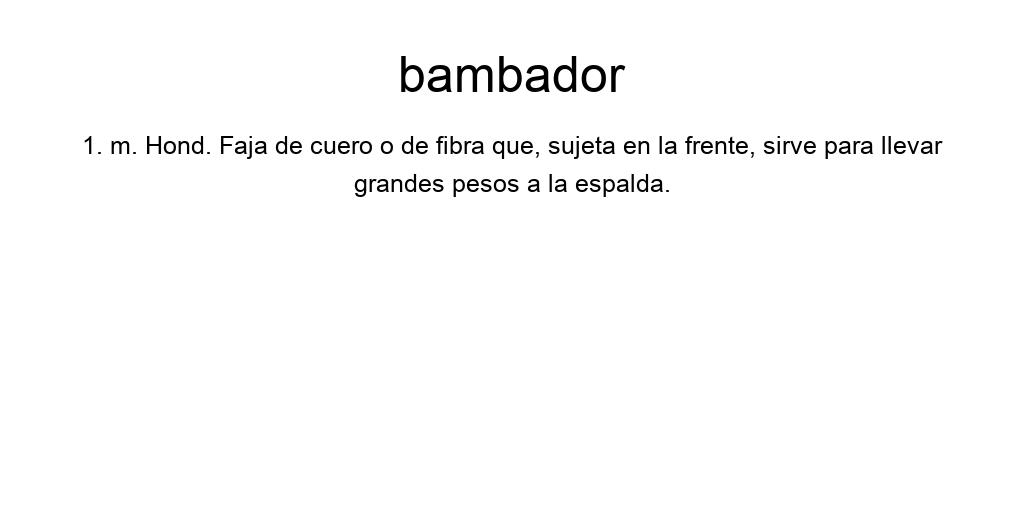 bambador
1. m. Hond. Faja de cuero o de fibra que, sujeta en la frente, sirve para llevar
grandes pesos a la espalda.